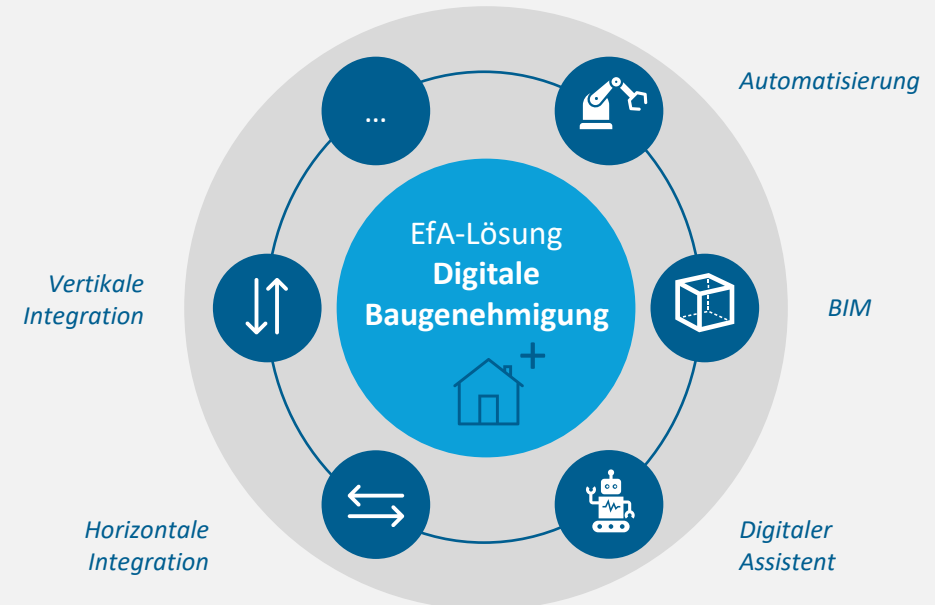 ...
Automatisierung
EfA-Lösung
Digitale
Baugenehmigung
Vertikale
Integration
BIM
Horizontale
Integration
Digitaler
Assistent